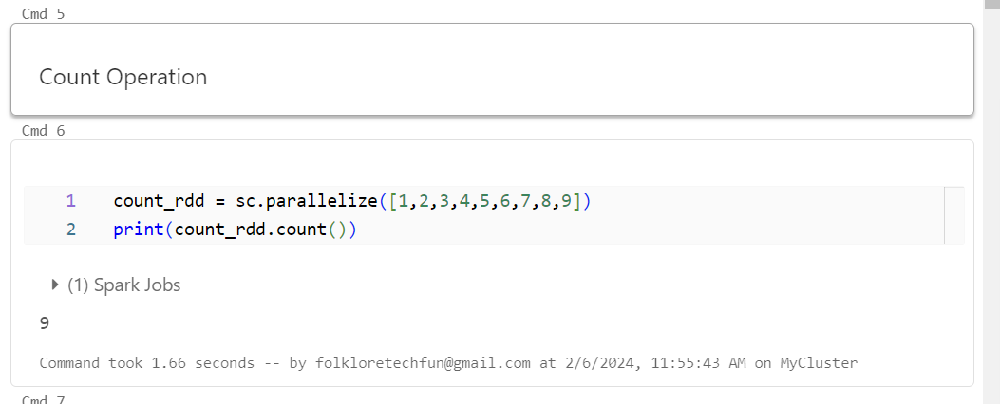 Cmd 5
Count Operation
Cmd 6
1 count_rdd = sc.parallelize([1,2,3,4,5,6,7,8,9])
2 print(count_rdd.count())
(1) Spark Jobs
9
Command took 1.66 seconds -- by folkloretechfun@gmail.com at 2/6/2024, 11:55:43 AM on MyCluster
Cmd 7